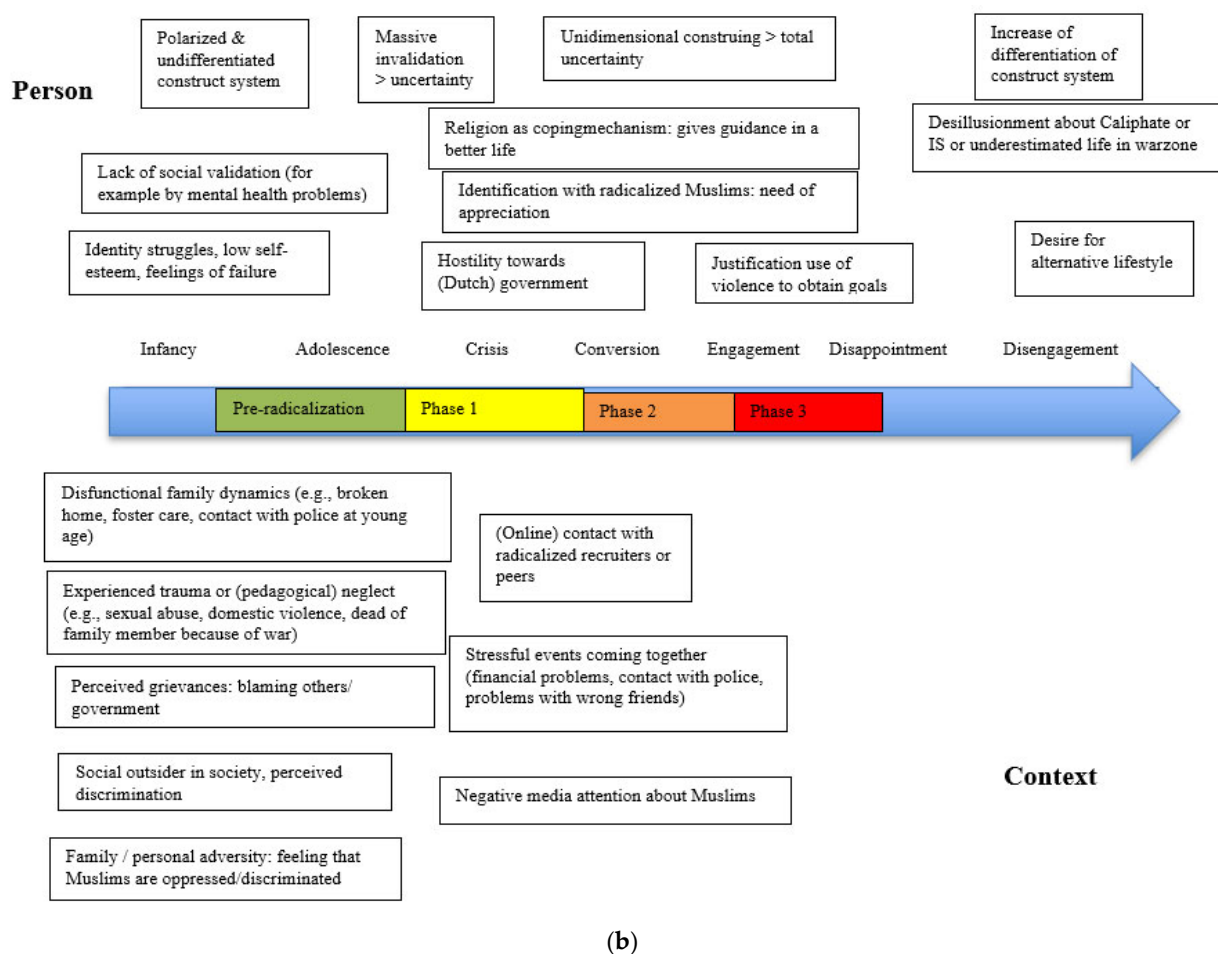 Polarized &
undifferentiated
construct system
Massive
invalidation
> uncertainty
Unidimensional construing > total
uncertainty
Increase of
differentiation of
construct system
Person
Religion as copingmechanism: gives guidance in a
better life
Desillusionment about Caliphate or
IS or underestimated life in warzone
Lack of social validation (for
example by mental health problems)
Identification with radicalized Muslims: need of
appreciation
Identity struggles, low self-
esteem, feelings of failure
Hostility towards
(Dutch) government
Justification use of
violence to obtain goals
Desire for
alternative lifestyle
Infancy Adolescence Crisis Conversion Engagement Disappointment Disengagement
Pre-radicalization Phase 1 Phase 2 Phase 3
Disfunctional family dynamics (e.g., broken
home, foster care, contact with police at young
age)
(Online) contact with
radicalized recruiters or
peers
Experienced trauma or (pedagogical) neglect
(e.g., sexual abuse, domestic violence, dead of
family member because of war)
Stressful events coming together
(financial problems, contact with police,
problems with wrong friends)
Perceived grievances: blaming others/
government
Social outsider in society, perceived
discrimination
Negative media attention about Muslims
Context
Family / personal adversity: feeling that
Muslims are oppressed/discriminated
(b)